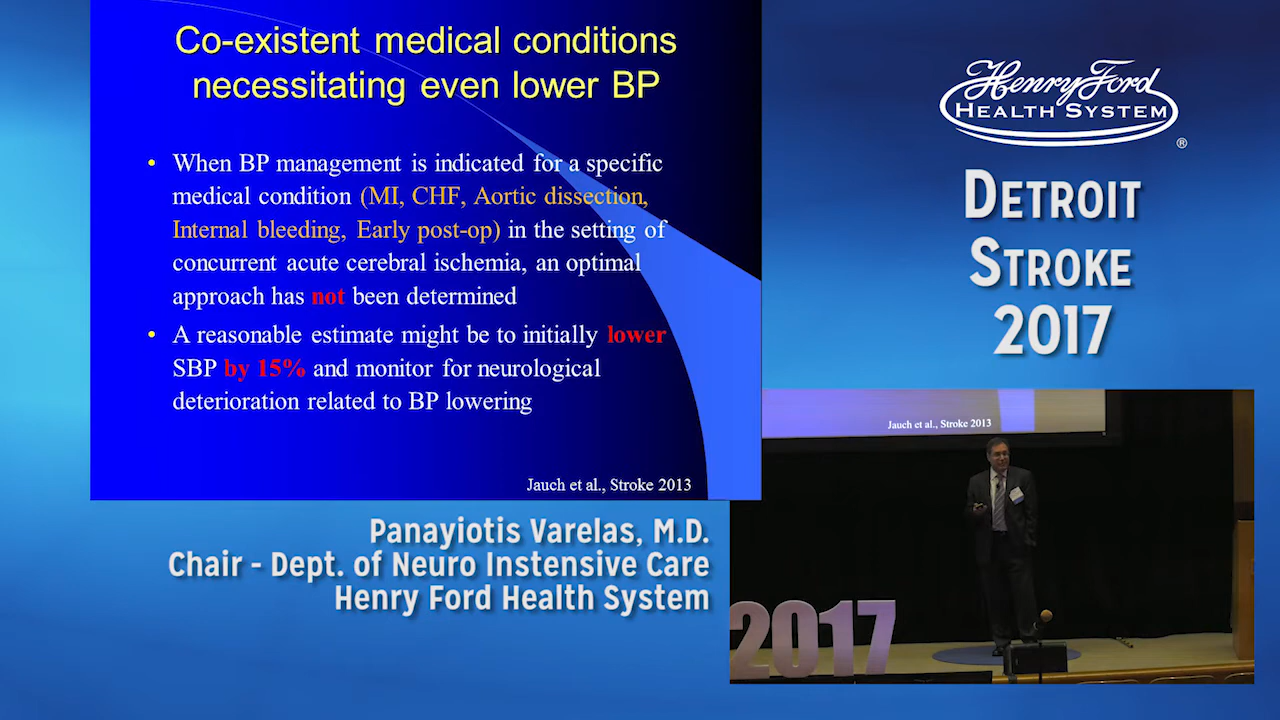 Co-existent medical conditions
necessitating even lower BP
• When BP management is indicated for a specific
medical condition (MI, CHF, Aortic dissection,
Internal bleeding, Early post-op) in the setting of
concurrent acute cerebral ischemia, an optimal
approach has not been determined
• A reasonable estimate might be to initially lower
SBP by 15% and monitor for neurological
deterioration related to BP lowering
Jauch et al., Stroke 2013
Panayiotis Varelas, M.D.
Chair - Dept. of Neuro Instensive Care
Henry Ford Health System
Henry Ford
HEALTH SYSTEM
®
DETROIT
STROKE
2017
Jauch et al., Stroke 2013
2017